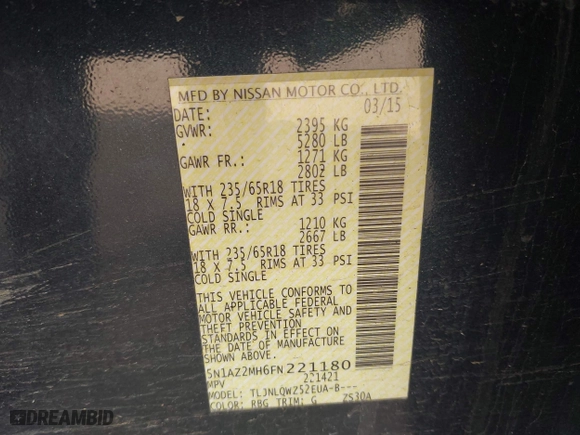 MFD BY NISSAN MOTOR CO., LTD.
DATE: 03/15
GVWR: 2395 KG
5280 LB
GAWR FR.: 1271 KG
2802 LB
WITH 235/65R18 TIRES
18 X 7.5 RIMS AT 33 PSI
COLD SINGLE
GAWR RR.: 1210 KG
2667 LB
WITH 235/65R18 TIRES
18 X 7.5 RIMS AT 33 PSI
COLD SINGLE
THIS VEHICLE CONFORMS TO
ALL APPLICABLE FEDERAL
MOTOR VEHICLE SAFETY AND
THEFT PREVENTION
STANDARDS IN EFFECT ON
THE DATE OF MANUFACTURE
SHOWN ABOVE.
5N1AZ2MH6FN221180
MPV 221421
MODEL: TLJNLQWZ52EUA-B---
COLOR: RBG TRIM: G ZS30A
DREAMBID